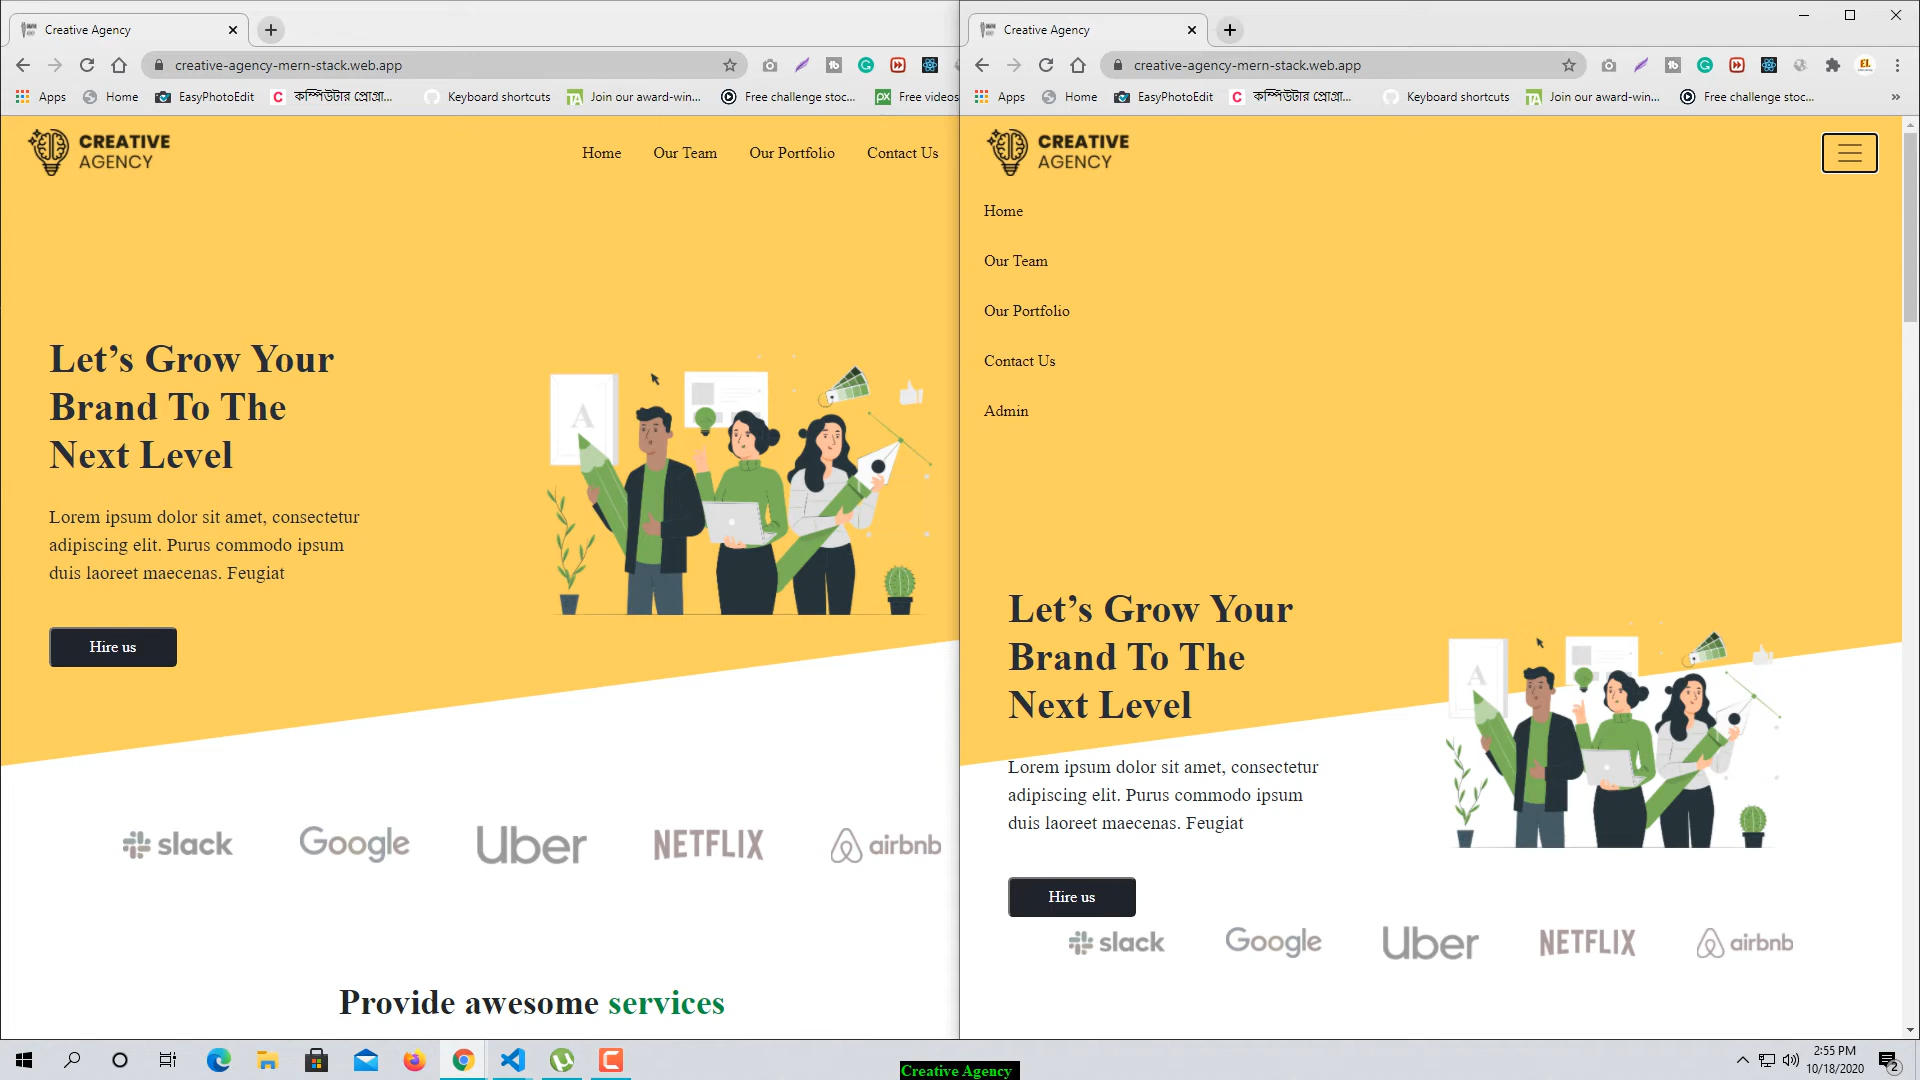 Creative Agency
creative-agency-mern-stack.web.app
Apps
Home
EasyPhotoEdit
কম্পিউটার প্রোগ্রা...
Keyboard shortcuts
Join our award-win...
Free challenge stoc...
Free videos
CREATIVE
AGENCY
Home
Our Team
Our Portfolio
Contact Us
Let’s Grow Your
Brand To The
Next Level
Lorem ipsum dolor sit amet, consectetur
adipiscing elit. Purus commodo ipsum
duis laoreet maecenas. Feugiat
Hire us
slack
Google
Uber
NETFLIX
airbnb
Provide awesome services
Creative Agency
creative-agency-mern-stack.web.app
Apps
Home
EasyPhotoEdit
কম্পিউটার প্রোগ্রা...
Keyboard shortcuts
Join our award-win...
Free challenge stoc...
CREATIVE
AGENCY
Home
Our Team
Our Portfolio
Contact Us
Admin
Let’s Grow Your
Brand To The
Next Level
Lorem ipsum dolor sit amet, consectetur
adipiscing elit. Purus commodo ipsum
duis laoreet maecenas. Feugiat
Hire us
slack
Google
Uber
NETFLIX
airbnb
Creative Agency
2:55 PM
10/18/2020
2